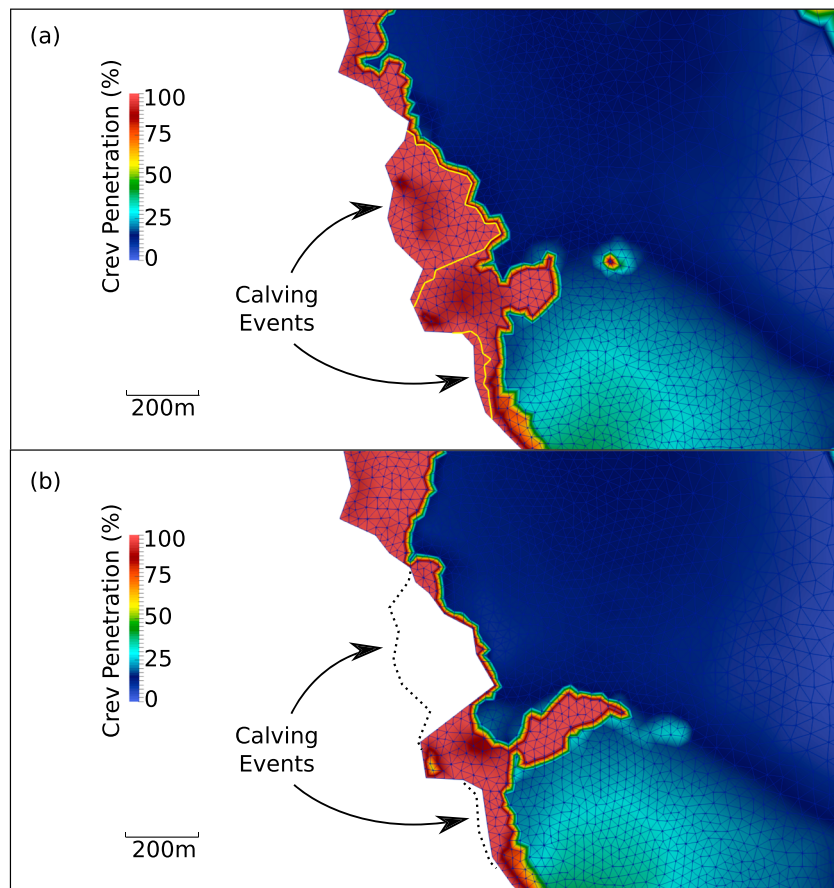 (a)
Crev Penetration (%)
100
75
50
25
0
Calving
Events
200m
(b)
Crev Penetration (%)
100
75
50
25
0
Calving
Events
200m